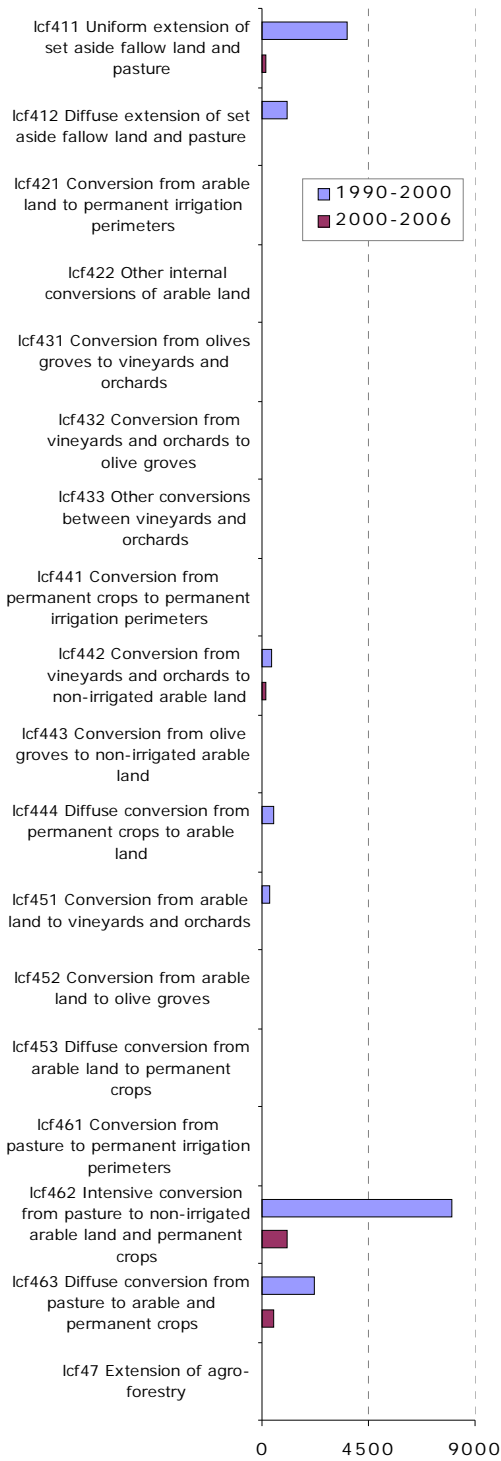 lcf411 Uniform extension of
set aside fallow land and
pasture
lcf412 Diffuse extension of set
aside fallow land and pasture
lcf421 Conversion from arable
land to permanent irrigation
perimeters
1990-2000
2000-2006
lcf422 Other internal
conversions of arable land
lcf431 Conversion from olives
groves to vineyards and
orchards
lcf432 Conversion from
vineyards and orchards to
olive groves
lcf433 Other conversions
between vineyards and
orchards
lcf441 Conversion from
permanent crops to permanent
irrigation perimeters
lcf442 Conversion from
vineyards and orchards to
non-irrigated arable land
lcf443 Conversion from olive
groves to non-irrigated arable
land
lcf444 Diffuse conversion from
permanent crops to arable
land
lcf451 Conversion from arable
land to vineyards and orchards
lcf452 Conversion from arable
land to olive groves
lcf453 Diffuse conversion from
arable land to permanent
crops
lcf461 Conversion from
pasture to permanent irrigation
perimeters
lcf462 Intensive conversion
from pasture to non-irrigated
arable land and permanent
crops
lcf463 Diffuse conversion from
pasture to arable and
permanent crops
lcf47 Extension of agro-
forestry
0 4500 9000